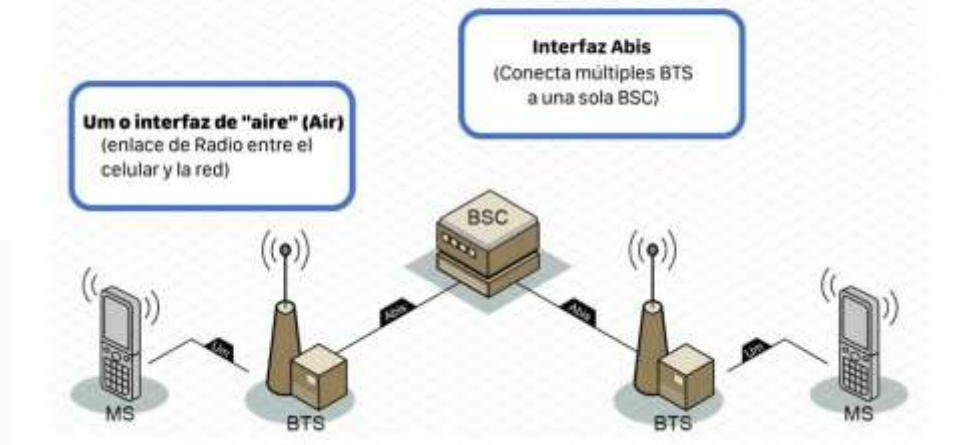 Interfaz Abis
(Conecta múltiples BTS
a una sola BSC)
Um o interfaz de "aire" (Air)
(enlace de Radio entre el
celular y la red)
BSC
Abis
Abis
Um
Um
MS
BTS
BTS
MS